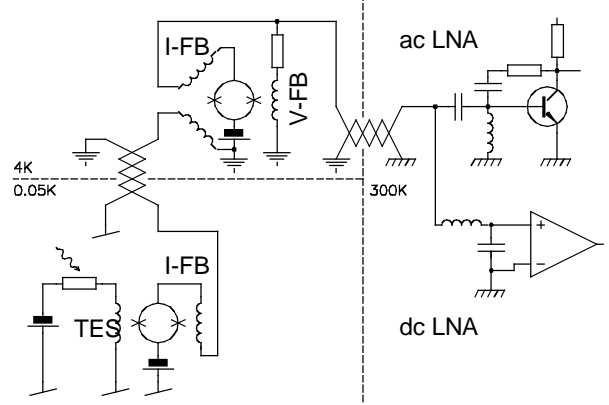 I-FB
ac LNA
V-FB
4K
0.05K
300K
I-FB
TES
+
−
dc LNA